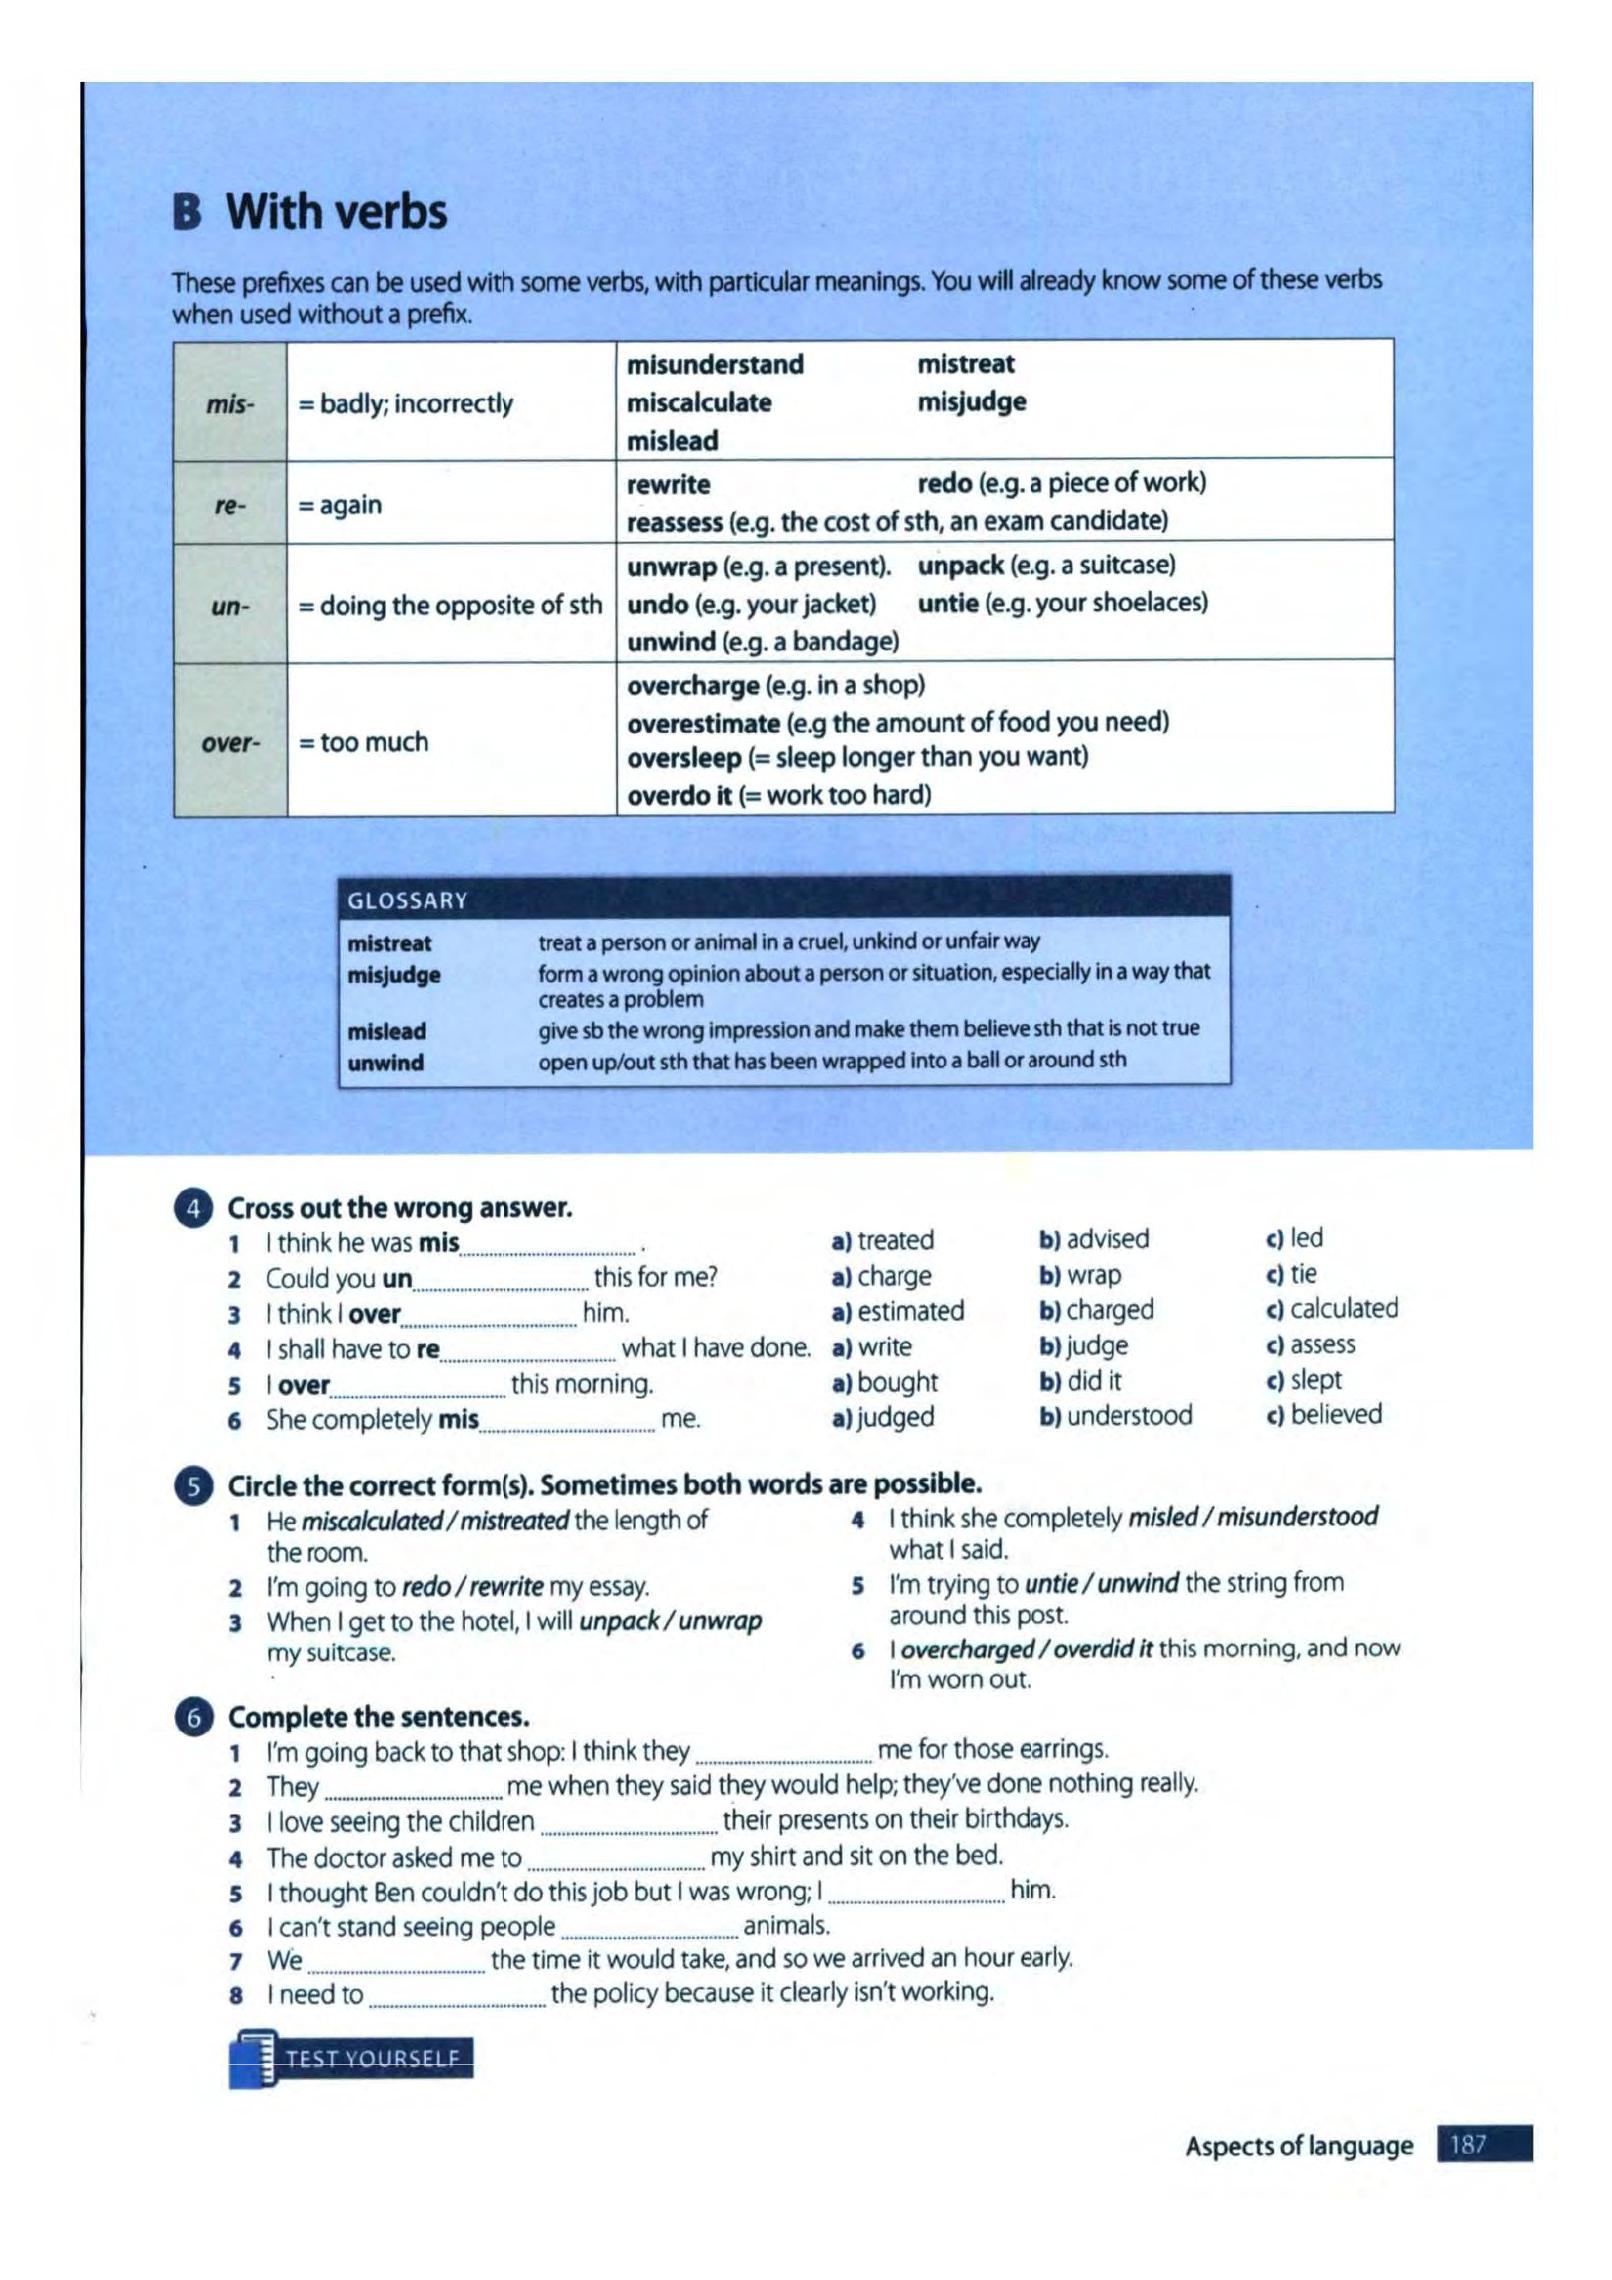 B With verbs
These prefixes can be used with some verbs, with particular meanings. You will already know some of these verbs
when used without a prefix.
mis- = badly; incorrectly
misunderstand mistreat
miscalculate misjudge
mislead
re- = again
rewrite redo (e.g. a piece of work)
reassess (e.g. the cost of sth, an exam candidate)
un- = doing the opposite of sth
unwrap (e.g. a present). unpack (e.g. a suitcase)
undo (e.g. your jacket) untie (e.g. your shoelaces)
unwind (e.g. a bandage)
over- = too much
overcharge (e.g. in a shop)
overestimate (e.g the amount of food you need)
oversleep (= sleep longer than you want)
overdo it (= work too hard)
GLOSSARY
mistreat treat a person or animal in a cruel, unkind or unfair way
misjudge form a wrong opinion about a person or situation, especially in a way that
creates a problem
mislead give sb the wrong impression and make them believe sth that is not true
unwind open up/out sth that has been wrapped into a ball or around sth
4 Cross out the wrong answer.
1 I think he was mis.............................. . a) treated b) advised c) led
2 Could you un.............................. this for me? a) charge b) wrap c) tie
3 I think I over.............................. him. a) estimated b) charged c) calculated
4 I shall have to re.............................. what I have done. a) write b) judge c) assess
5 I over.............................. this morning. a) bought b) did it c) slept
6 She completely mis.............................. me. a) judged b) understood c) believed
5 Circle the correct form(s). Sometimes both words are possible.
1 He miscalculated / mistreated the length of
the room.
2 I'm going to redo / rewrite my essay.
3 When I get to the hotel, I will unpack / unwrap
my suitcase.
4 I think she completely misled / misunderstood
what I said.
5 I'm trying to untie / unwind the string from
around this post.
6 I overcharged / overdid it this morning, and now
I'm worn out.
6 Complete the sentences.
1 I'm going back to that shop: I think they .............................. me for those earrings.
2 They .............................. me when they said they would help; they've done nothing really.
3 I love seeing the children .............................. their presents on their birthdays.
4 The doctor asked me to .............................. my shirt and sit on the bed.
5 I thought Ben couldn't do this job but I was wrong; I .............................. him.
6 I can't stand seeing people .............................. animals.
7 We .............................. the time it would take, and so we arrived an hour early.
8 I need to .............................. the policy because it clearly isn't working.
TEST YOURSELF
Aspects of language 187